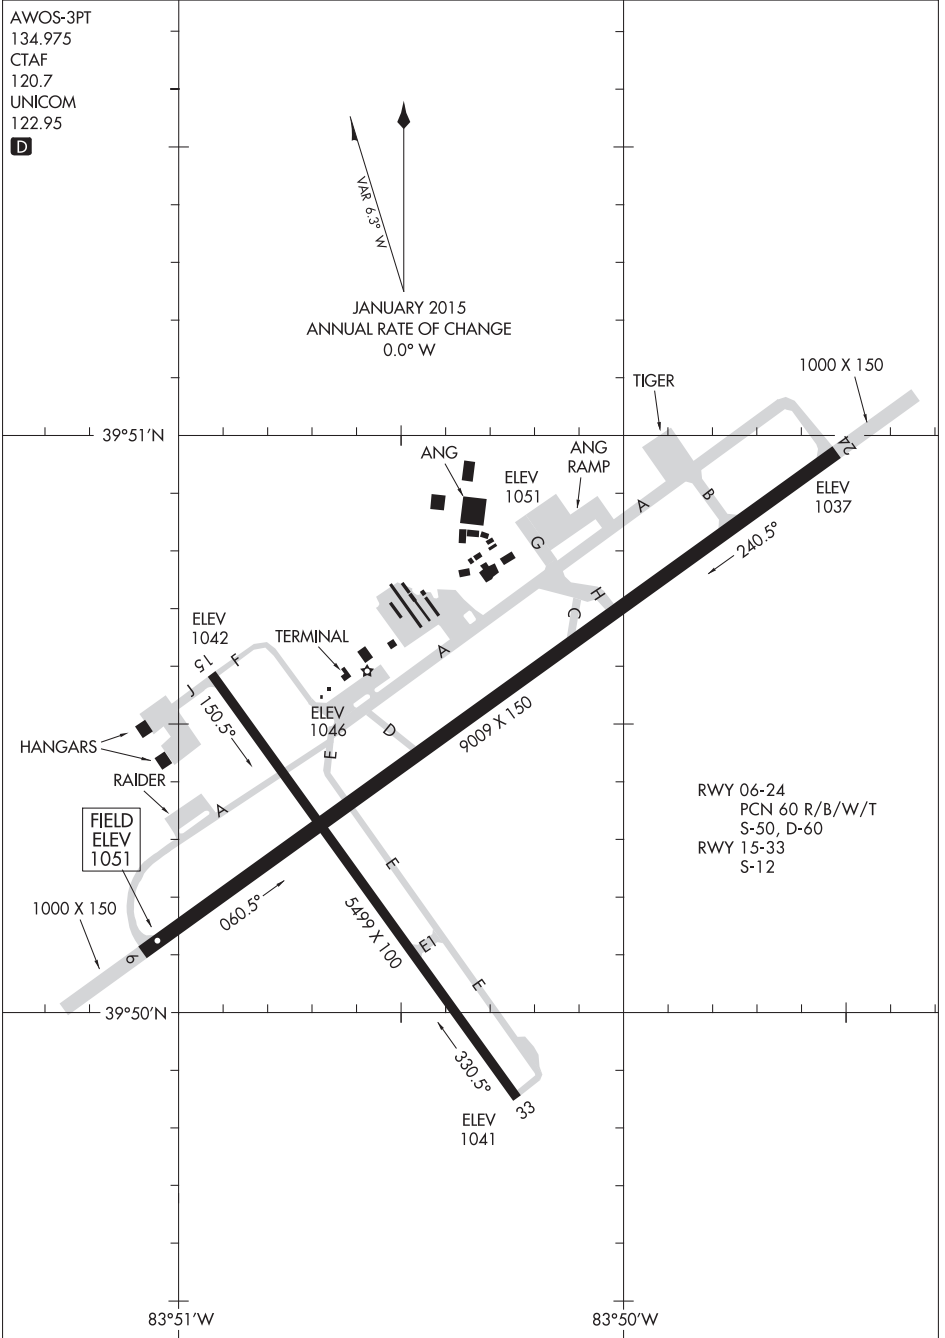 AWOS-3PT
134.975
CTAF
120.7
UNICOM
122.95
D
VAR 6.3° W
JANUARY 2015
ANNUAL RATE OF CHANGE
0.0° W
1000 X 150
TIGER
39°51'N
24
ANG
ANG
RAMP
ELEV
1051
ELEV
1037
A
B
G
240.5°
H
C
ELEV
1042
TERMINAL
A
15
F
J
150.5°
ELEV
1046
D
9009 X 150
E
HANGARS
RAIDER
A
RWY 06-24
PCN 60 R/B/W/T
S-50, D-60
RWY 15-33
S-12
FIELD
ELEV
1051
E
1000 X 150
060.5°
5499 X 100
E1
6
E
39°50'N
330.5°
33
ELEV
1041
83°51'W
83°50'W